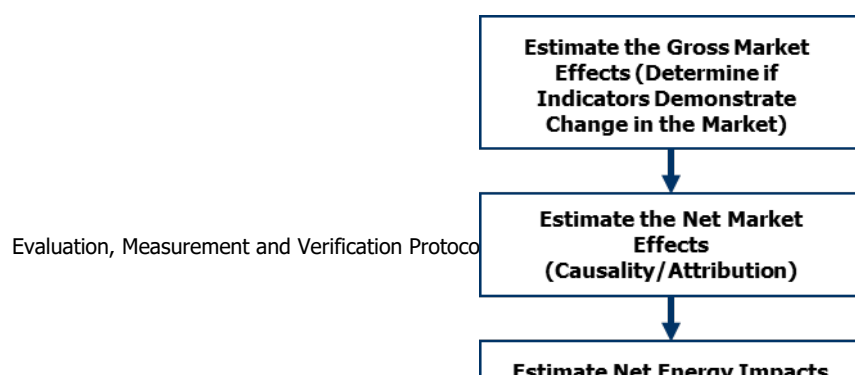 Estimate the Gross Market
Effects (Determine if
Indicators Demonstrate
Change in the Market)
Estimate the Net Market
Evaluation, Measurement and Verification Protoco
Effects
(Causality/Attribution)
Estimate Net Energy Impacts